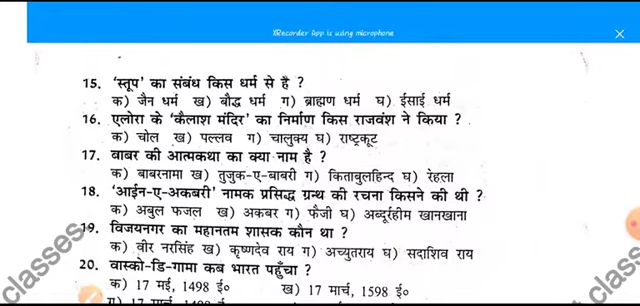 XRecorder App is using microphone
15. 'स्तूप' का संबंध किस धर्म से है ?
क) जैन धर्म ख) बौद्ध धर्म ग) ब्राह्मण धर्म घ) ईसाई धर्म
16. एलोरा के 'कैलाश मंदिर' का निर्माण किस राजवंश ने किया ?
क) चोल ख) पल्लव ग) चालुक्य घ) राष्ट्रकूट
17. वाबर की आत्मकथा का क्या नाम है ?
क) बाबरनामा ख) तुजुक-ए-बाबरी ग) किताबुलहिन्द घ) रेहला
18. 'आईन-ए-अकबरी' नामक प्रसिद्ध ग्रन्थ की रचना किसने की थी ?
क) अबुल फजल ख) अकबर ग) फैजी घ) अब्दूर्रहीम खानखाना
19. विजयनगर का महानतम शासक कौन था ?
क) वीर नरसिंह ख) कृष्णदेव राय ग) अच्युतराय घ) सदाशिव राय
20. वास्को-डि-गामा कब भारत पहुँचा ?
क) 17 मई, 1498 ई० ख) 17 मार्च, 1598 ई०
classes
classes